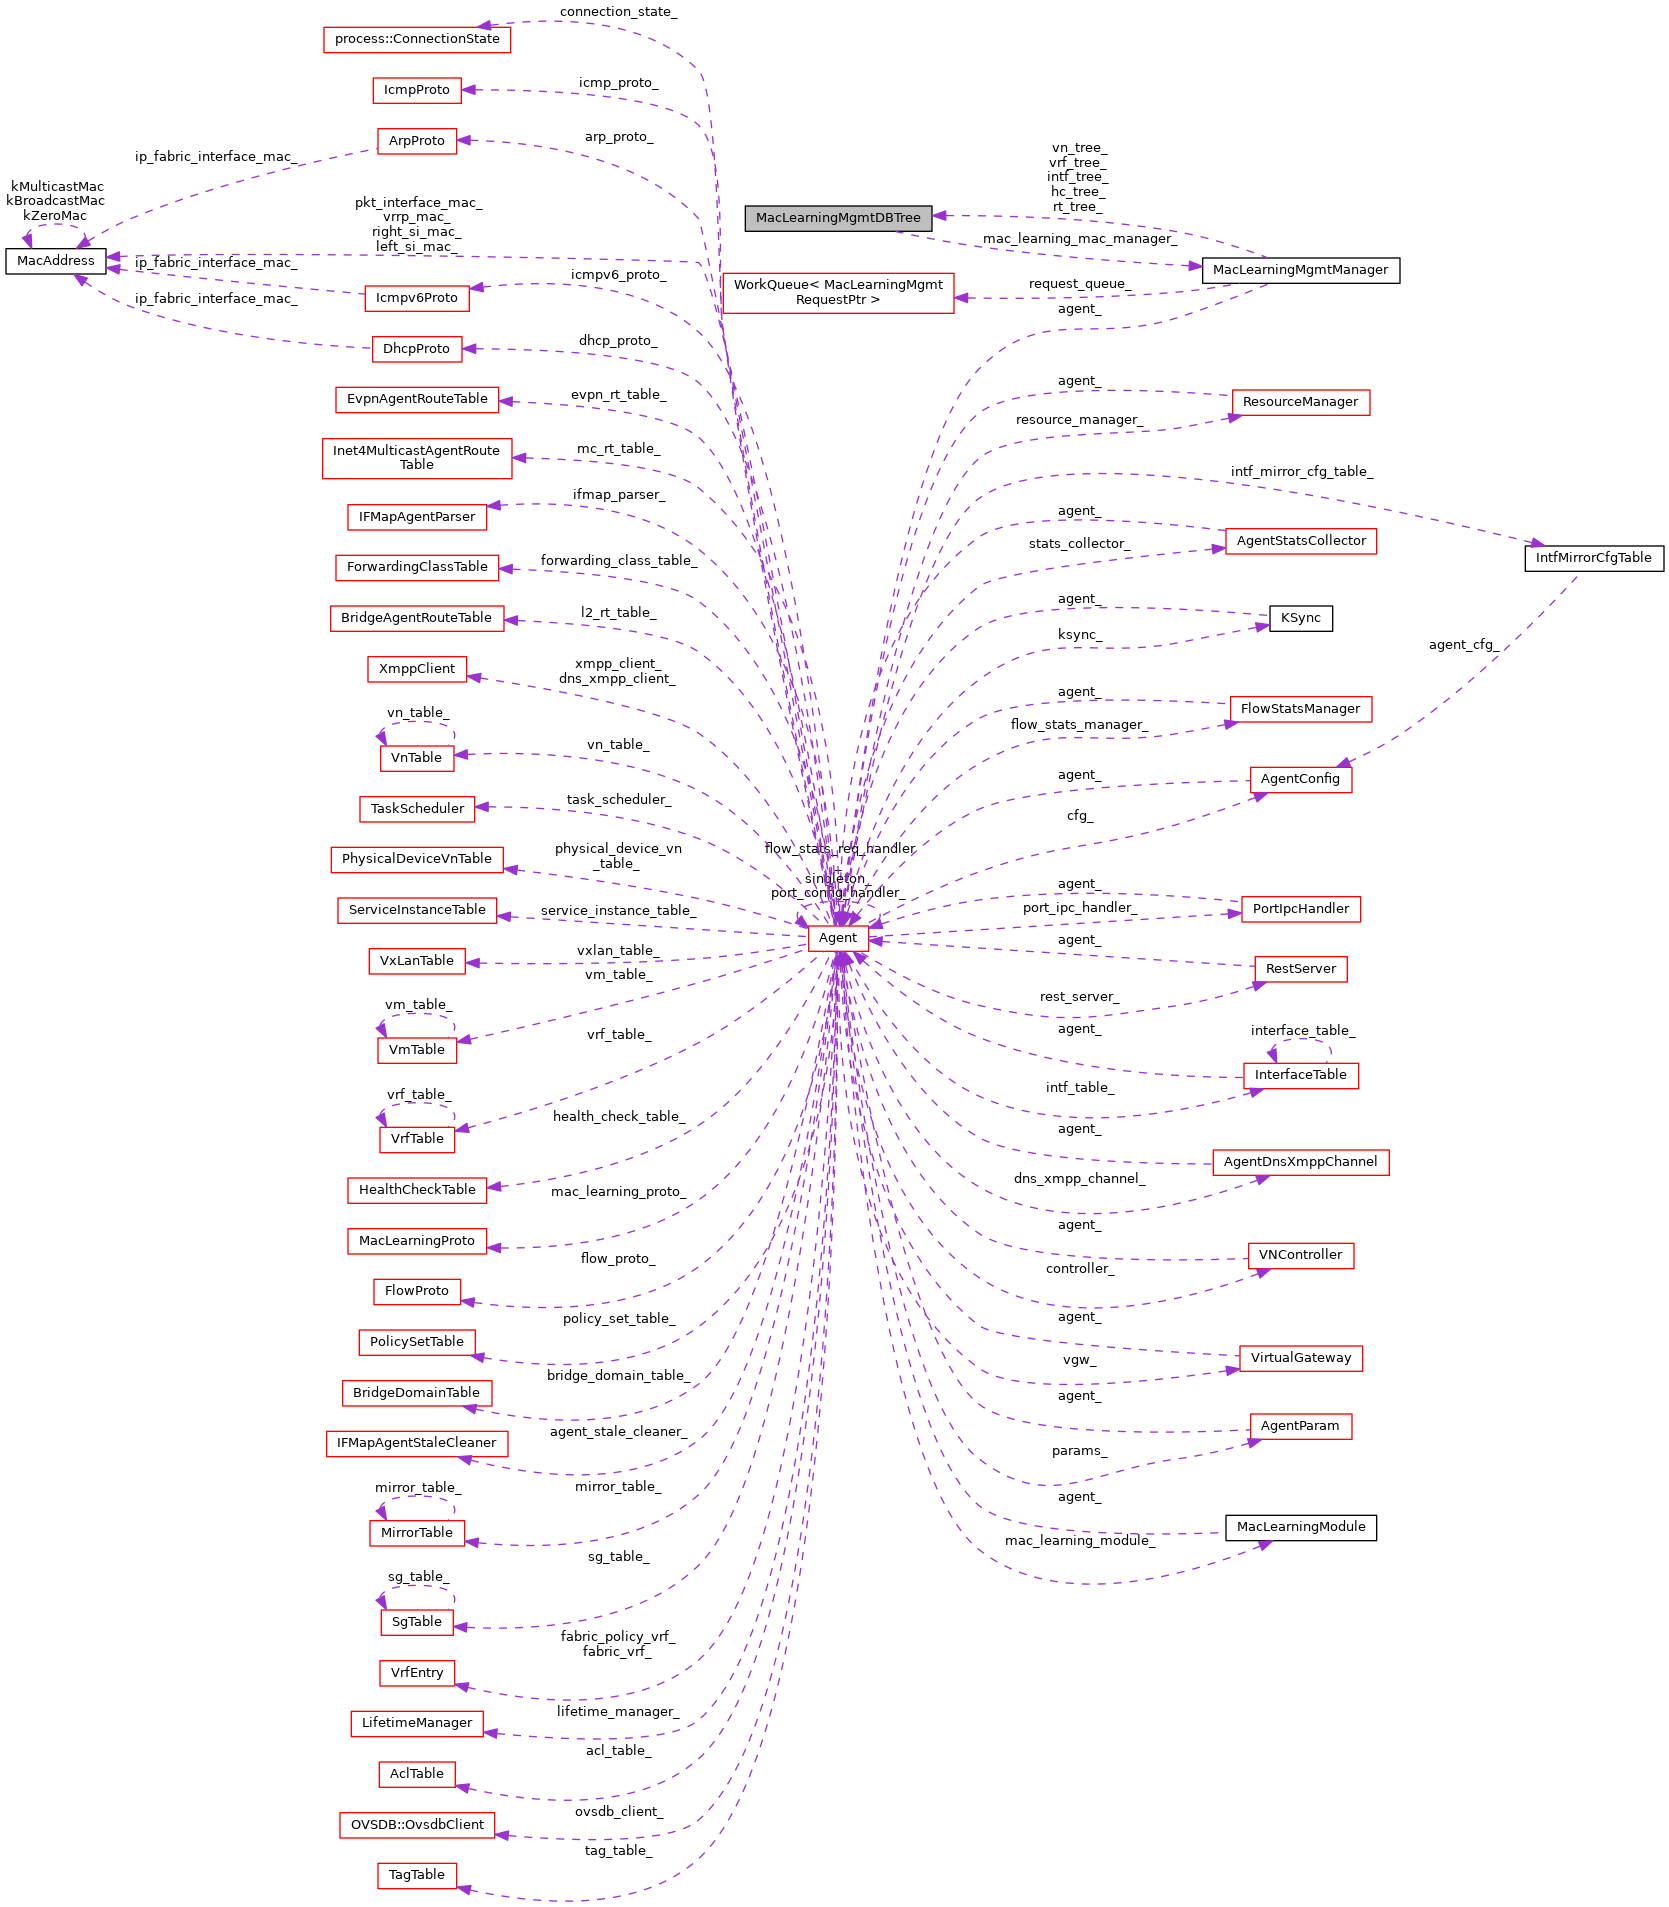 connection_state_
process::ConnectionState
icmp_proto_
IcmpProto
arp_proto_
ArpProto
ip_fabric_interface_mac_
kMulticastMac
kBroadcastMac
kZeroMac
MacAddress
pkt_interface_mac_
vrrp_mac_
right_si_mac_
left_si_mac_
ip_fabric_interface_mac_
icmpv6_proto_
Icmpv6Proto
ip_fabric_interface_mac_
dhcp_proto_
DhcpProto
evpn_rt_table_
EvpnAgentRouteTable
mc_rt_table_
Inet4MulticastAgentRoute
Table
ifmap_parser_
IFMapAgentParser
forwarding_class_table_
ForwardingClassTable
l2_rt_table_
BridgeAgentRouteTable
xmpp_client_
dns_xmpp_client_
XmppClient
vn_table_
vn_table_
VnTable
task_scheduler_
TaskScheduler
physical_device_vn
_table_
PhysicalDeviceVnTable
service_instance_table_
ServiceInstanceTable
vxlan_table_
VxLanTable
vm_table_
vm_table_
VmTable
vrf_table_
vrf_table_
VrfTable
health_check_table_
HealthCheckTable
mac_learning_proto_
MacLearningProto
flow_proto_
FlowProto
policy_set_table_
PolicySetTable
bridge_domain_table_
BridgeDomainTable
agent_stale_cleaner_
IFMapAgentStaleCleaner
mirror_table_
mirror_table_
MirrorTable
sg_table_
sg_table_
SgTable
fabric_policy_vrf_
fabric_vrf_
VrfEntry
lifetime_manager_
LifetimeManager
acl_table_
AclTable
ovsdb_client_
OVSDB::OvsdbClient
tag_table_
TagTable
flow_stats_req_handler
_
singleton_
port_config_handler_
Agent
vn_tree_
vrf_tree_
intf_tree_
hc_tree_
rt_tree_
MacLearningMgmtDBTree
mac_learning_mac_manager_
MacLearningMgmtManager
WorkQueue< MacLearningMgmt
RequestPtr >
request_queue_
agent_
agent_
ResourceManager
resource_manager_
intf_mirror_cfg_table_
agent_
AgentStatsCollector
stats_collector_
IntfMirrorCfgTable
agent_
KSync
ksync_
agent_cfg_
agent_
FlowStatsManager
flow_stats_manager_
agent_
AgentConfig
cfg_
agent_
PortIpcHandler
port_ipc_handler_
agent_
RestServer
rest_server_
agent_
interface_table_
InterfaceTable
intf_table_
agent_
AgentDnsXmppChannel
dns_xmpp_channel_
agent_
VNController
controller_
agent_
VirtualGateway
vgw_
agent_
AgentParam
params_
agent_
MacLearningModule
mac_learning_module_